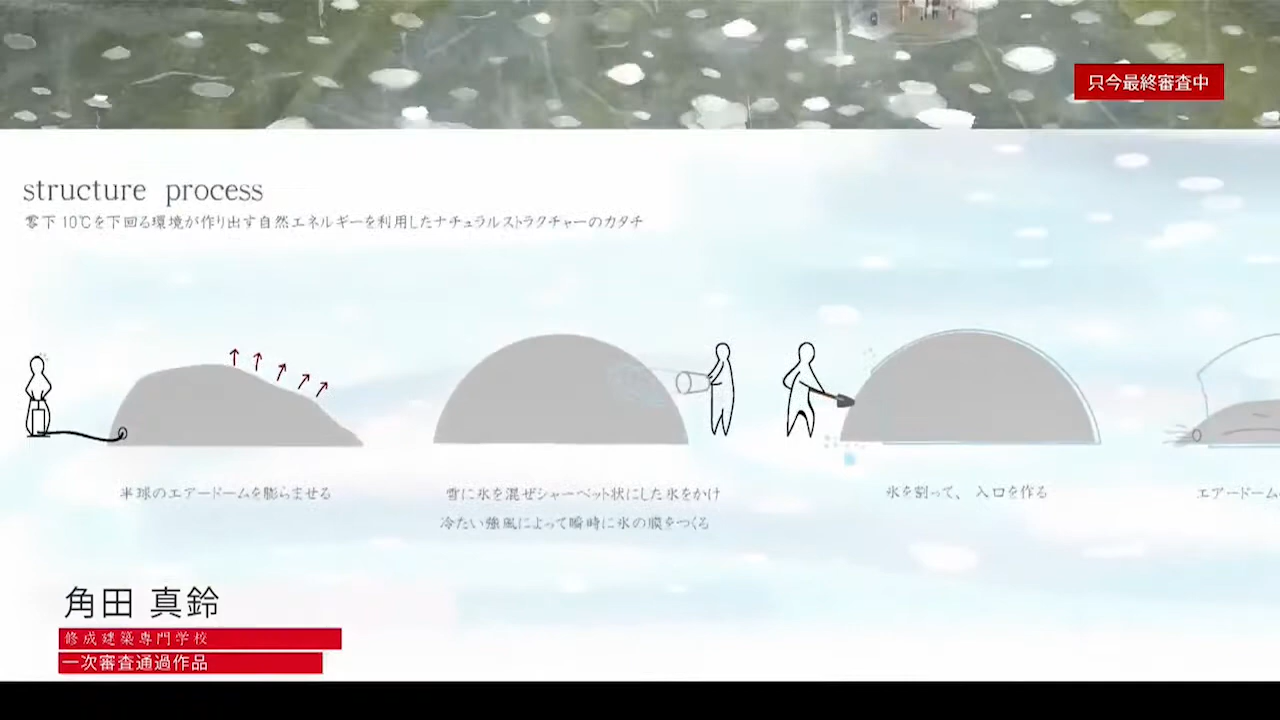 只今最終審査中
structure process
零下10℃を下回る環境が作り出す自然エネルギーを利用したナチュラルストラクチャーのカタチ
半球のエアードームを膨らませる
雪に氷を混ぜシャーベット状にした氷をかけ
冷たい強風によって瞬時に氷の膜をつくる
氷を割って、入口を作る
エアードーム
角田 真鈴
修成建築専門学校
一次審査通過作品